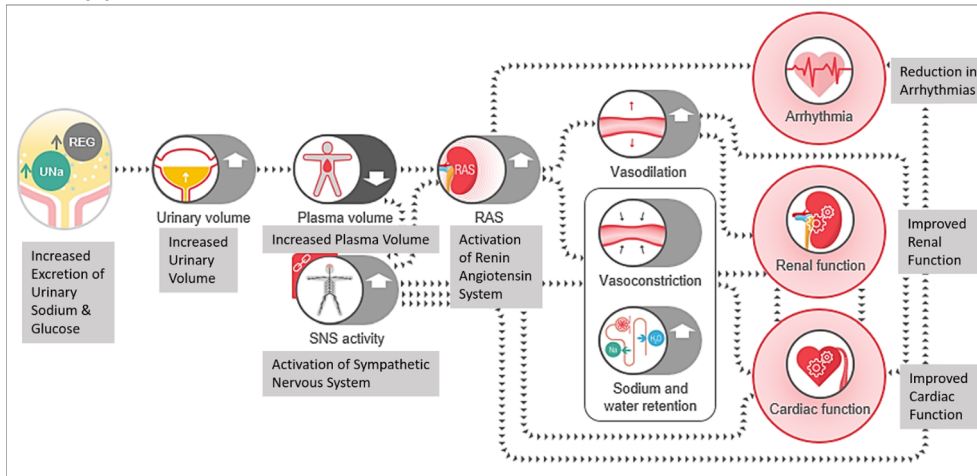 REG
UNa
Increased
Excretion of
Urinary
Sodium &
Glucose
Urinary volume
Increased
Urinary
Volume
Plasma volume
Increased Plasma Volume
SNS activity
Activation of Sympathetic
Nervous System
RAS
RAS
Activation
of Renin
Angiotensin
System
Vasodilation
Vasoconstriction
Na
H₂O
Sodium and
water retention
Arrhythmia
Reduction in
Arrhythmias
Renal function
Improved
Renal
Function
Cardiac function
Improved
Cardiac
Function